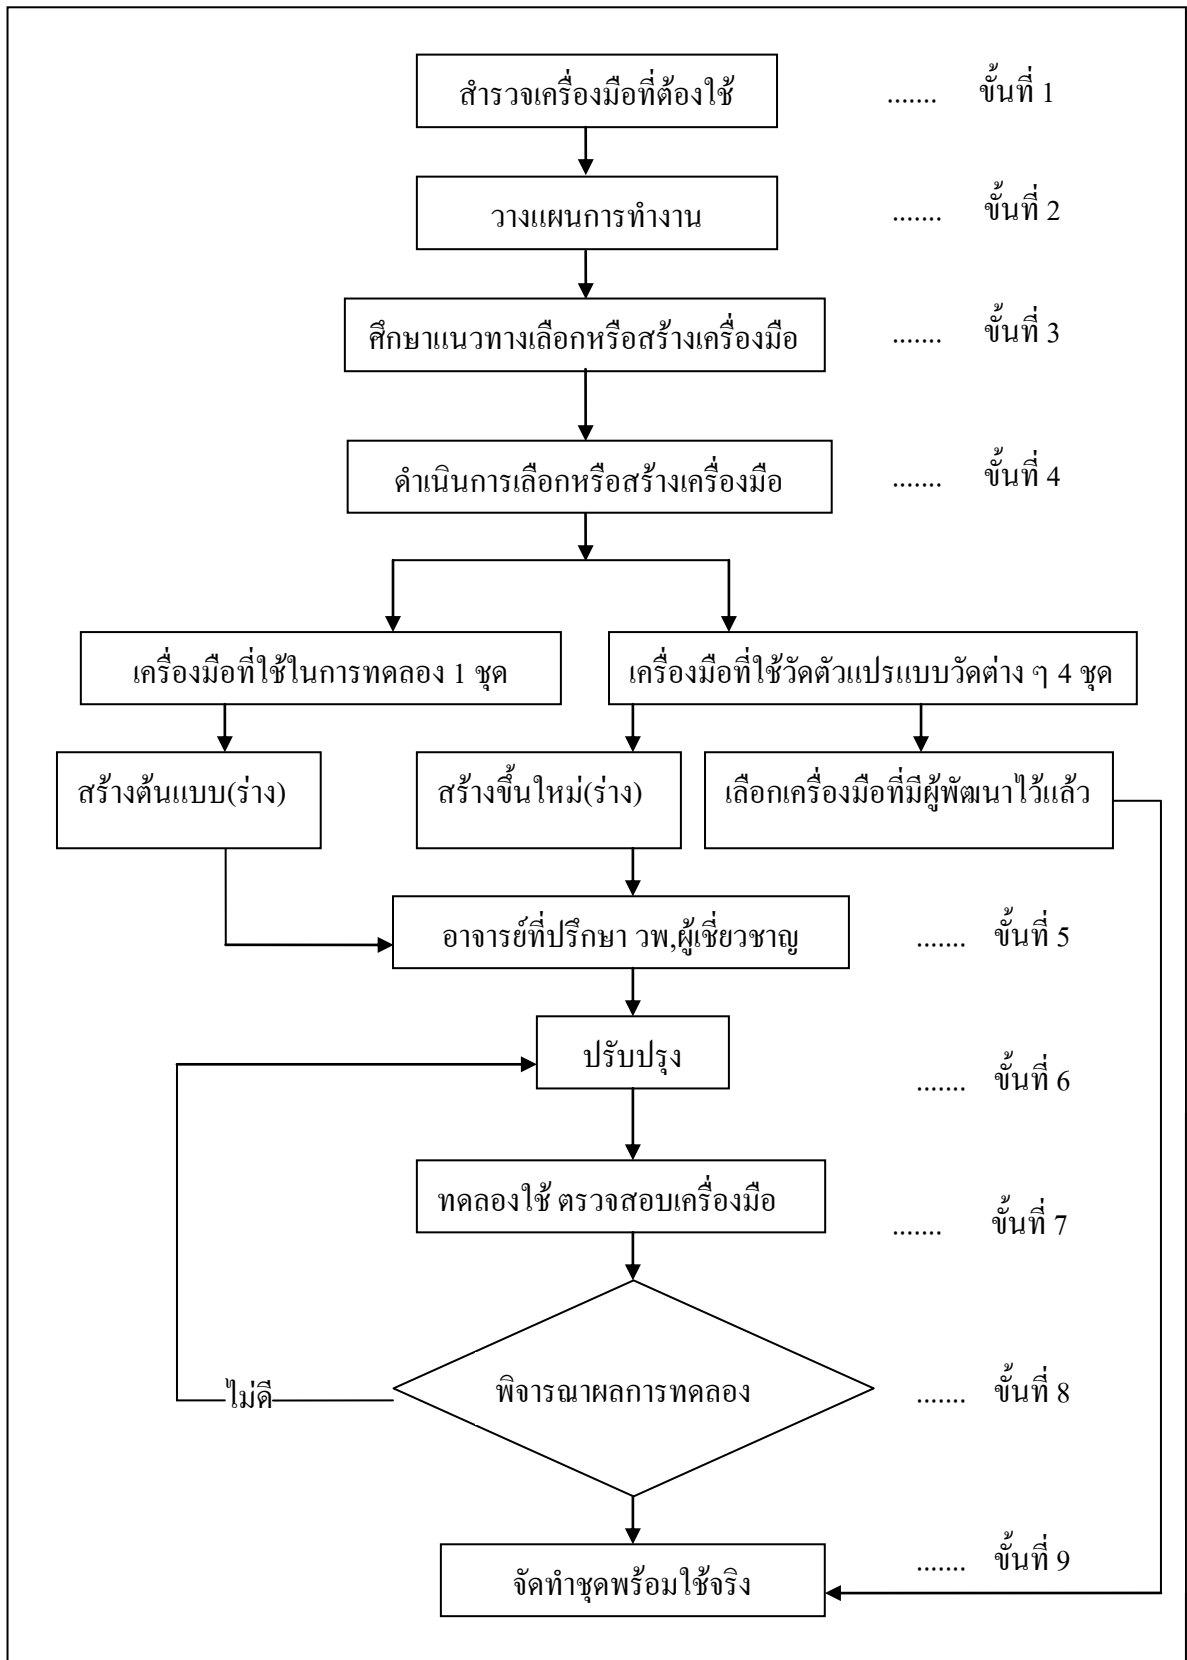 สำรวจเครื่องมือที่ต้องใช้ ....... ขั้นที่ 1
วางแผนการทำงาน ....... ขั้นที่ 2
ศึกษาแนวทางเลือกหรือสร้างเครื่องมือ ....... ขั้นที่ 3
ดำเนินการเลือกหรือสร้างเครื่องมือ ....... ขั้นที่ 4
เครื่องมือที่ใช้ในการทดลอง 1 ชุด
เครื่องมือที่ใช้วัดตัวแปรแบบวัดต่าง ๆ 4 ชุด
สร้างต้นแบบ(ร่าง)
สร้างขึ้นใหม่(ร่าง)
เลือกเครื่องมือที่มีผู้พัฒนาไว้แล้ว
อาจารย์ที่ปรึกษา วพ,ผู้เชี่ยวชาญ ....... ขั้นที่ 5
ปรับปรุง ....... ขั้นที่ 6
ทดลองใช้ ตรวจสอบเครื่องมือ ....... ขั้นที่ 7
ไม่ดี
พิจารณาผลการทดลอง ....... ขั้นที่ 8
จัดทำชุดพร้อมใช้จริง ....... ขั้นที่ 9